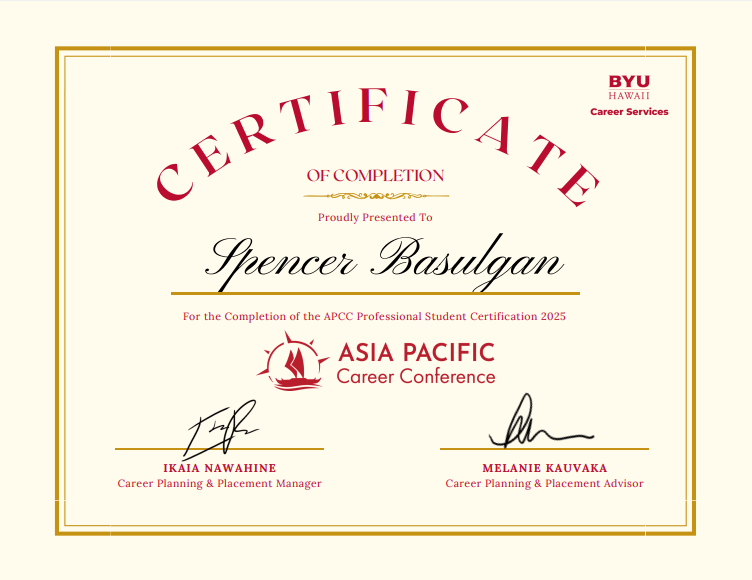 BYU
HAWAII
Career Services
CERTIFICATE
OF COMPLETION
Proudly Presented To
Spencer Basulgan
For the Completion of the APCC Professional Student Certification 2025
ASIA PACIFIC
Career Conference
IKAIA NAWAHINE
Career Planning & Placement Manager
MELANIE KAUVAKA
Career Planning & Placement Advisor